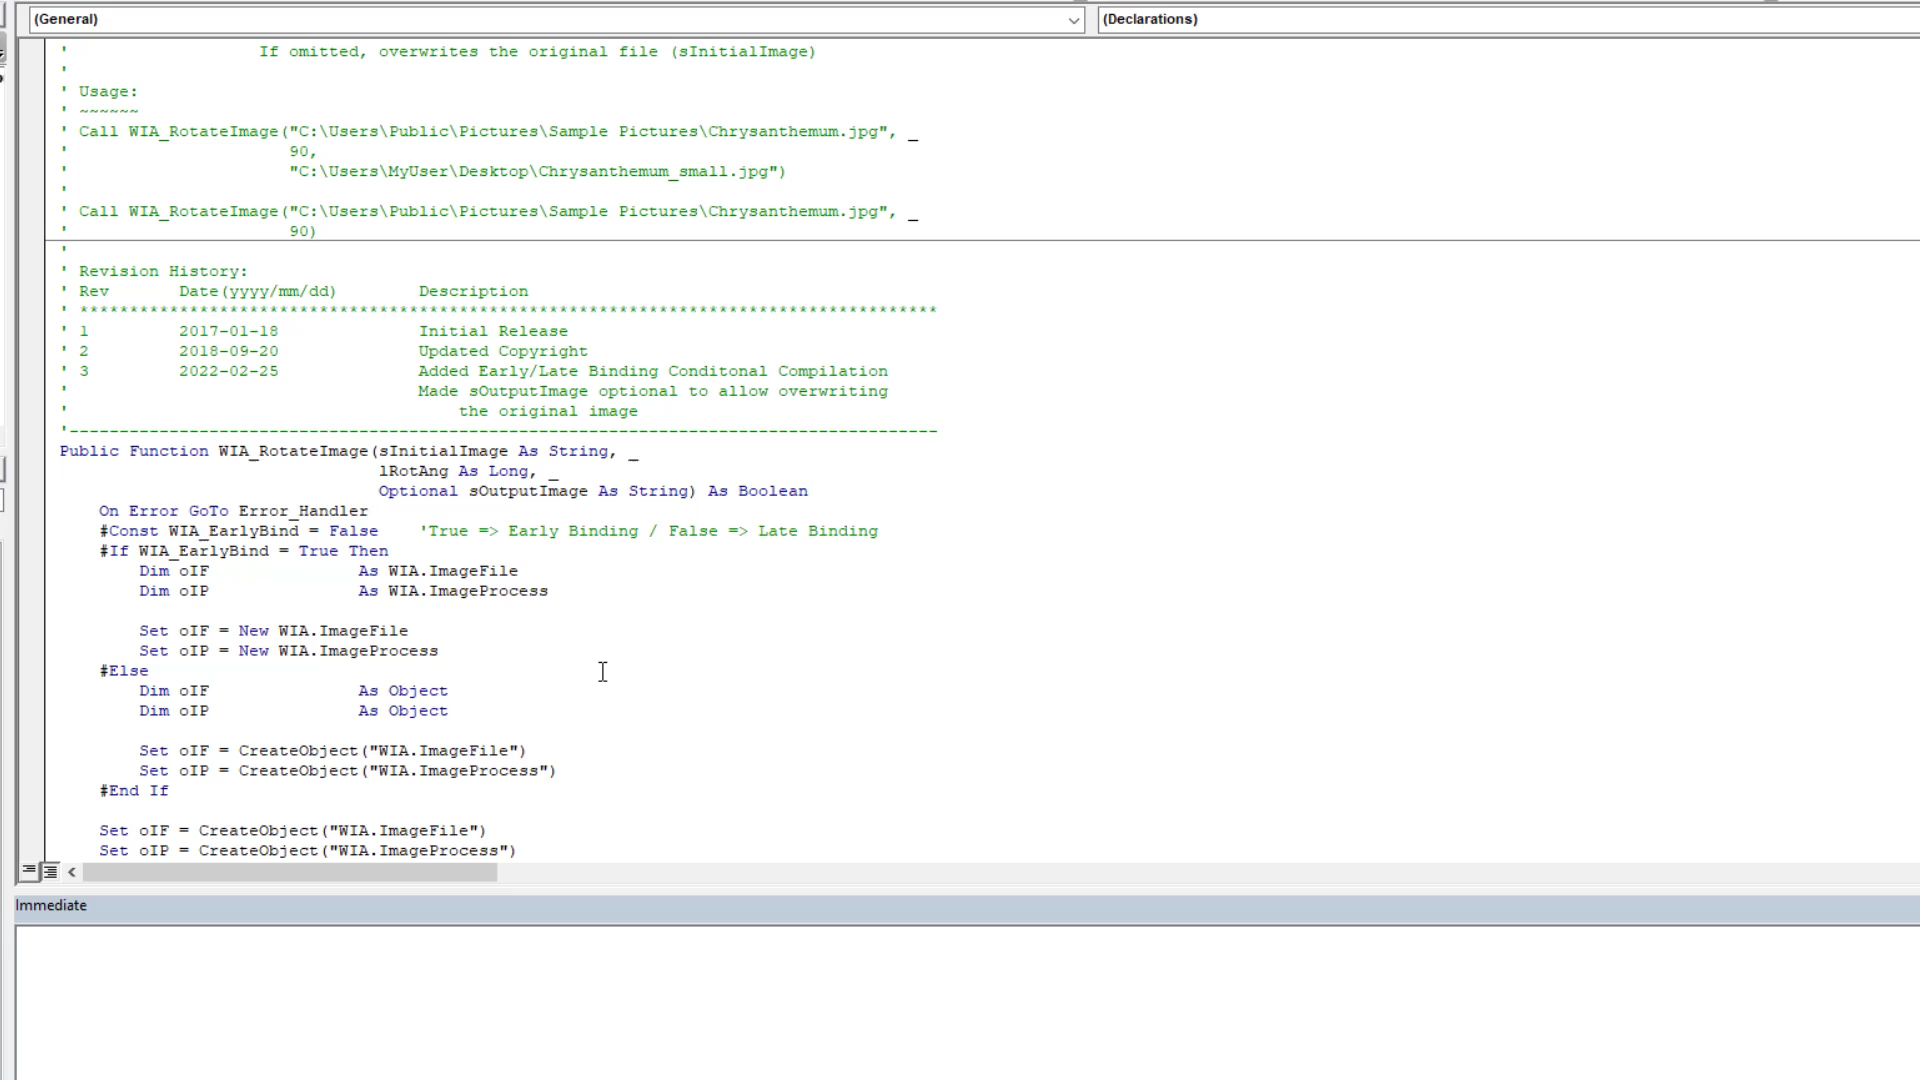 (General) (Declarations)
' If omitted, overwrites the original file (sInitialImage)
'
' Usage:
' ~~~~~~
' Call WIA_RotateImage("C:\Users\Public\Pictures\Sample Pictures\Chrysanthemum.jpg", _
' 90,
' "C:\Users\MyUser\Desktop\Chrysanthemum_small.jpg")
'
' Call WIA_RotateImage("C:\Users\Public\Pictures\Sample Pictures\Chrysanthemum.jpg", _
' 90)
'
' Revision History:
' Rev Date(yyyy/mm/dd) Description
' **************************************************************************************
' 1 2017-01-18 Initial Release
' 2 2018-09-20 Updated Copyright
' 3 2022-02-25 Added Early/Late Binding Conditonal Compilation
' Made sOutputImage optional to allow overwriting
' the original image
'---------------------------------------------------------------------------------------
Public Function WIA_RotateImage(sInitialImage As String, _
lRotAng As Long, _
Optional sOutputImage As String) As Boolean
On Error GoTo Error_Handler
#Const WIA_EarlyBind = False 'True => Early Binding / False => Late Binding
#If WIA_EarlyBind = True Then
Dim oIF As WIA.ImageFile
Dim oIP As WIA.ImageProcess
Set oIF = New WIA.ImageFile
Set oIP = New WIA.ImageProcess
#Else
Dim oIF As Object
Dim oIP As Object
Set oIF = CreateObject("WIA.ImageFile")
Set oIP = CreateObject("WIA.ImageProcess")
#End If
Set oIF = CreateObject("WIA.ImageFile")
Set oIP = CreateObject("WIA.ImageProcess")
Immediate